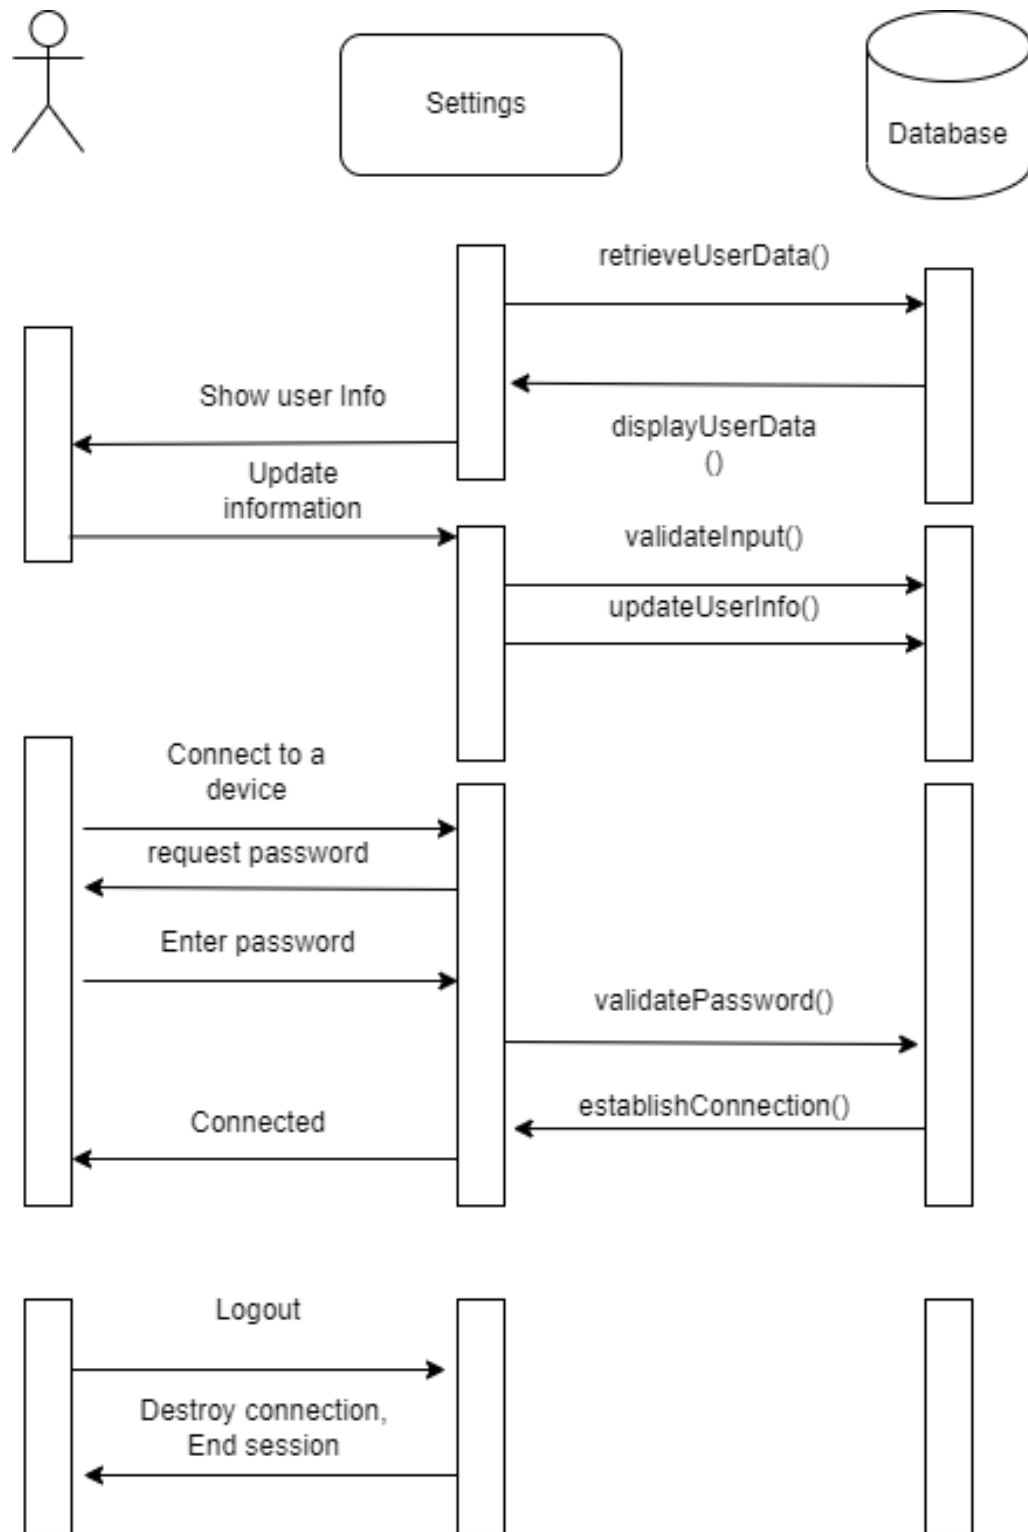 Settings
Database
retrieveUserData()
Show user Info
displayUserData
()
Update
information
validateInput()
updateUserInfo()
Connect to a
device
request password
Enter password
validatePassword()
establishConnection()
Connected
Logout
Destroy connection,
End session